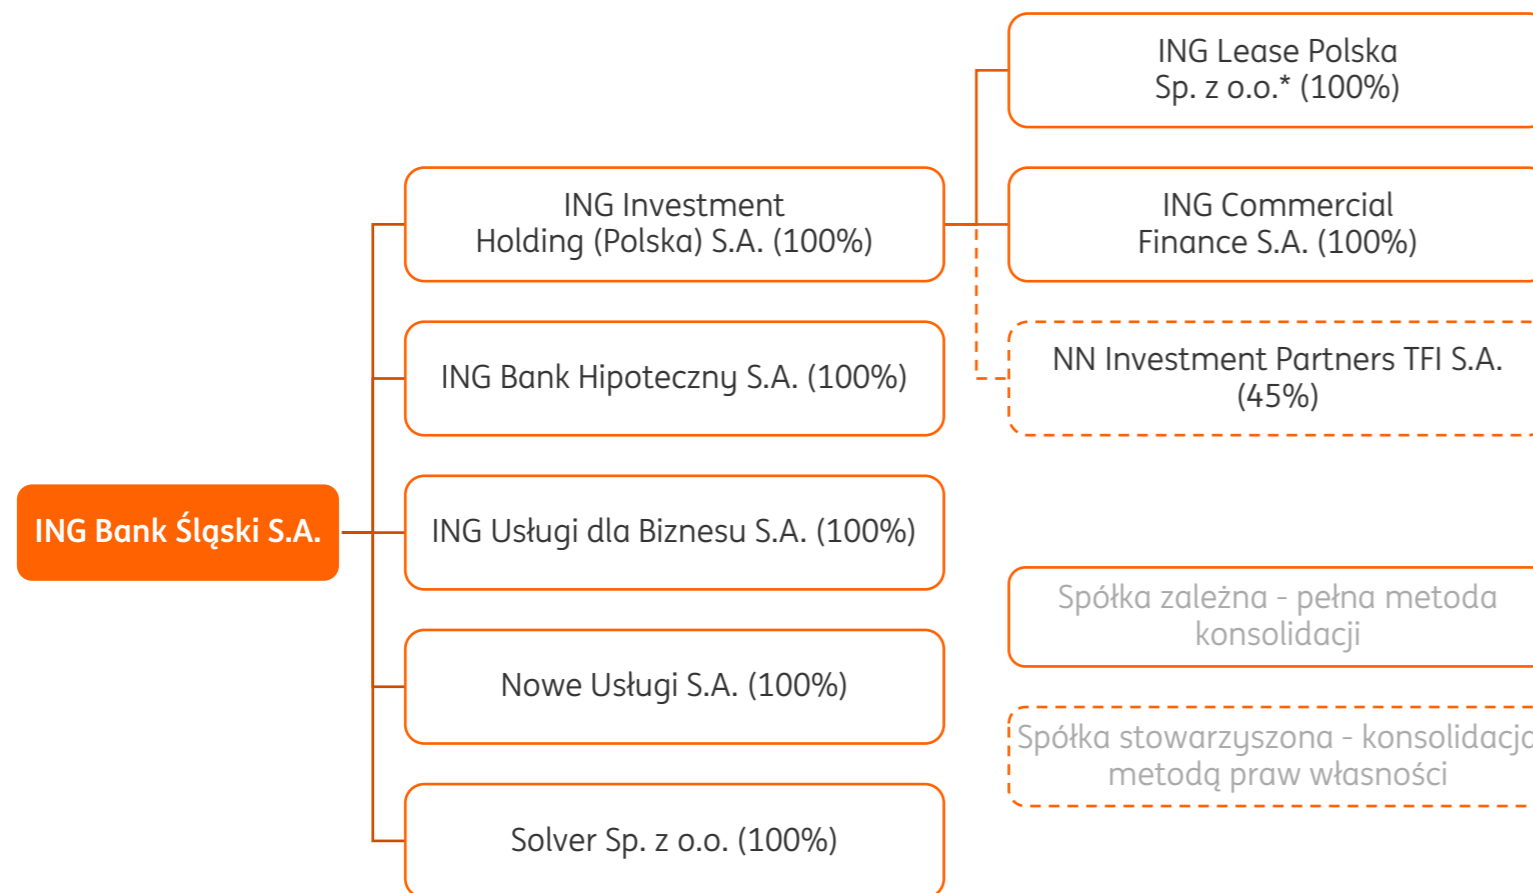 ING Lease Polska
Sp. z o.o.* (100%)
ING Investment
Holding (Polska) S.A. (100%)
ING Commercial
Finance S.A. (100%)
ING Bank Hipoteczny S.A. (100%)
NN Investment Partners TFI S.A.
(45%)
ING Bank Śląski S.A.
ING Usługi dla Biznesu S.A. (100%)
Spółka zależna - pełna metoda
konsolidacji
Nowe Usługi S.A. (100%)
Spółka stowarzyszona - konsolidacja
metodą praw własności
Solver Sp. z o.o. (100%)